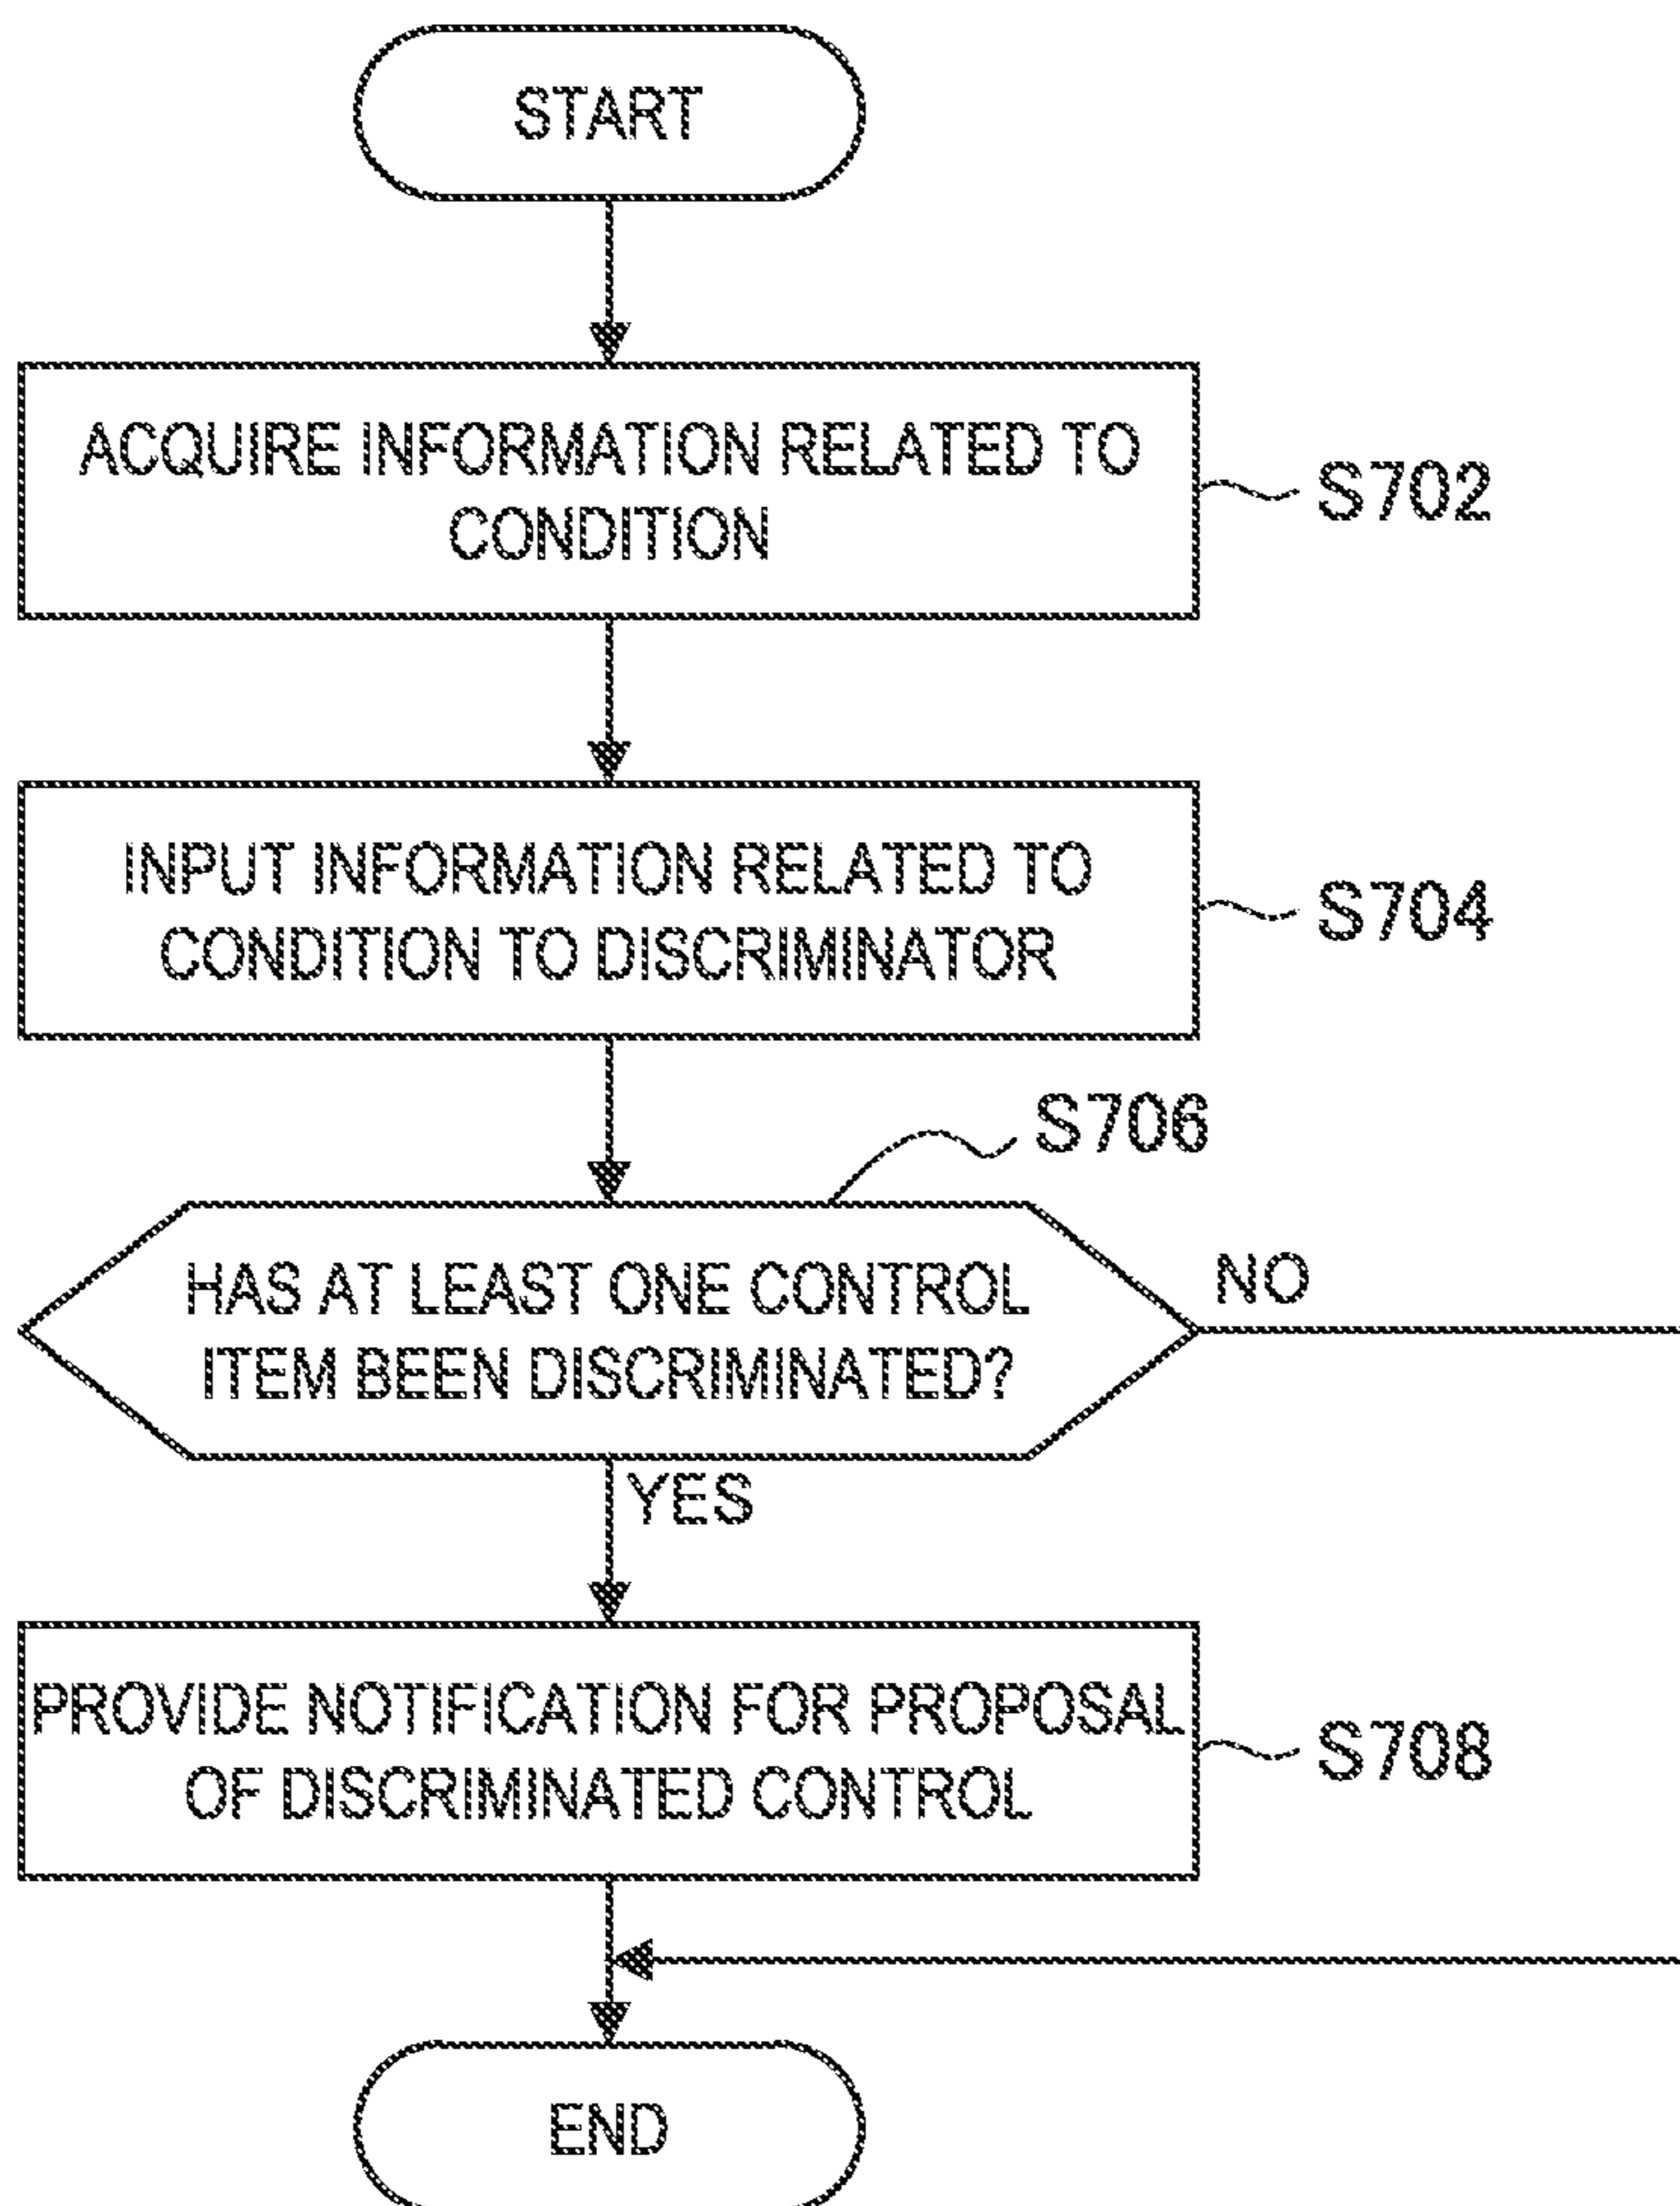 START
ACQUIRE INFORMATION RELATED TO
CONDITION
S702
INPUT INFORMATION RELATED TO
CONDITION TO DISCRIMINATOR
S704
S706
HAS AT LEAST ONE CONTROL
ITEM BEEN DISCRIMINATED?
NO
YES
PROVIDE NOTIFICATION FOR PROPOSAL
OF DISCRIMINATED CONTROL
S708
END